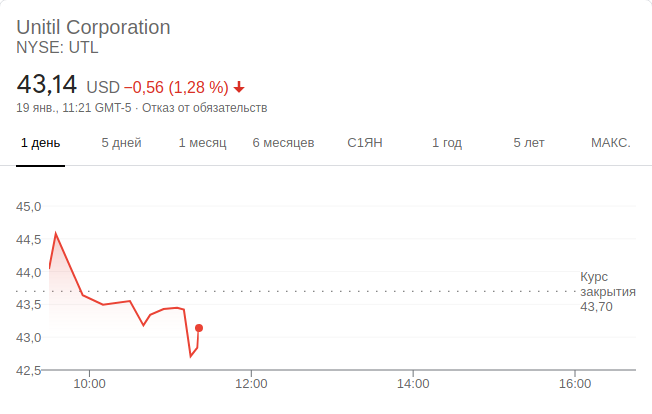 Unitil Corporation
NYSE: UTL
43,14 USD −0,56 (1,28 %)
19 янв., 11:21 GMT-5 · Отказ от обязательств
1 день 5 дней 1 месяц 6 месяцев С1ЯН 1 год 5 лет МАКС.
45,0
44,5
44,0
43,5
43,0
42,5
Курс
закрытия
43,70
10:00 12:00 14:00 16:00